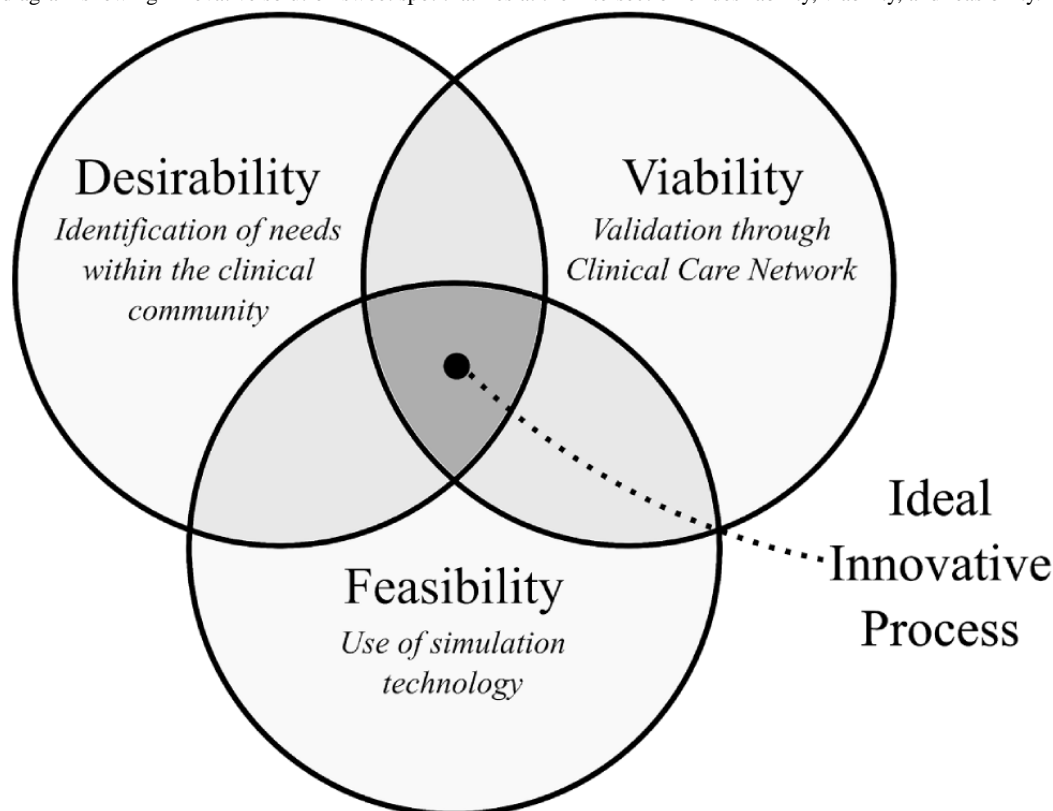 Desirability
Identification of needs
within the clinical
community
Viability
Validation through
Clinical Care Network
Feasibility
Use of simulation
technology
Ideal
Innovative
Process